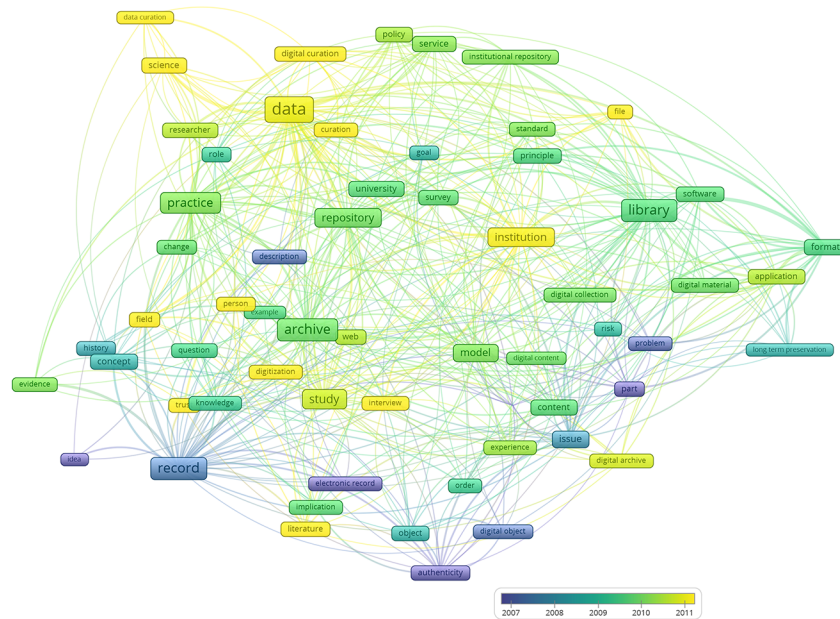 data curation
policy
service
digital curation
institutional repository
science
data
file
researcher
curation
standard
role
goal
principle
university
survey
software
practice
repository
library
institution
change
format
description
application
digital material
digital collection
person
example
field
archive
web
risk
problem
history
concept
question
model
digital content
long term preservation
evidence
digitization
part
trus
knowledge
study
interview
content
issue
experience
idea
record
digital archive
electronic record
order
implication
literature
object
digital object
authenticity
2007 2008 2009 2010 2011